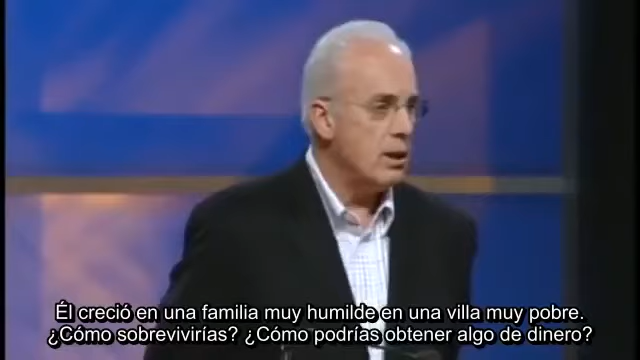 Él creció en una familia muy humilde en una villa muy pobre.
¿Cómo sobrevivirías? ¿Cómo podrías obtener algo de dinero?